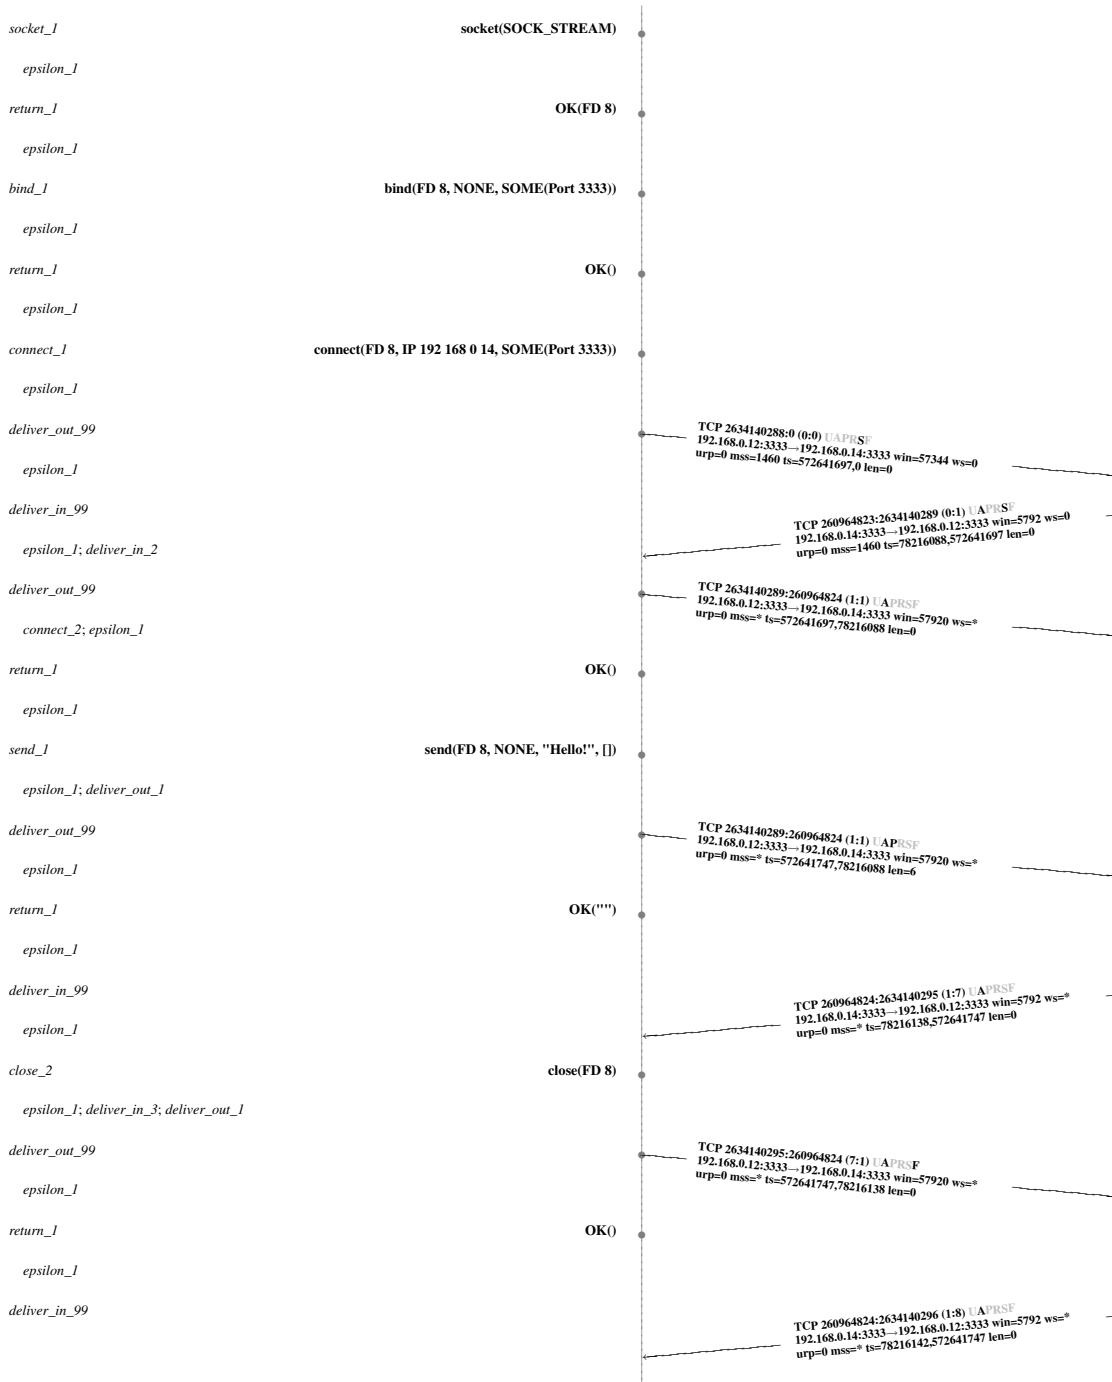 socket_1 socket(SOCK_STREAM)
epsilon_1
return_1 OK(FD 8)
epsilon_1
bind_1 bind(FD 8, NONE, SOME(Port 3333))
epsilon_1
return_1 OK()
epsilon_1
connect_1 connect(FD 8, IP 192 168 0 14, SOME(Port 3333))
epsilon_1
deliver_out_99
TCP 2634140288:0 (0:0) UAPRSF
192.168.0.12:3333→192.168.0.14:3333 win=57344 ws=0
urp=0 mss=1460 ts=572641697,0 len=0
epsilon_1
deliver_in_99
TCP 260964823:2634140289 (0:1) UAPRSF
192.168.0.14:3333→192.168.0.12:3333 win=5792 ws=0
urp=0 mss=1460 ts=78216088,572641697 len=0
epsilon_1; deliver_in_2
deliver_out_99
TCP 2634140289:260964824 (1:1) UAPRSF
192.168.0.12:3333→192.168.0.14:3333 win=57920 ws=*
urp=0 mss=* ts=572641697,78216088 len=0
connect_2; epsilon_1
return_1 OK()
epsilon_1
send_1 send(FD 8, NONE, "Hello!", [])
epsilon_1; deliver_out_1
deliver_out_99
TCP 2634140289:260964824 (1:1) UAPRSF
192.168.0.12:3333→192.168.0.14:3333 win=57920 ws=*
urp=0 mss=* ts=572641747,78216088 len=6
epsilon_1
return_1 OK("")
epsilon_1
deliver_in_99
TCP 260964824:2634140295 (1:7) UAPRSF
192.168.0.14:3333→192.168.0.12:3333 win=5792 ws=*
urp=0 mss=* ts=78216138,572641747 len=0
epsilon_1
close_2 close(FD 8)
epsilon_1; deliver_in_3; deliver_out_1
deliver_out_99
TCP 2634140295:260964824 (7:1) UAPRSF
192.168.0.12:3333→192.168.0.14:3333 win=57920 ws=*
urp=0 mss=* ts=572641747,78216138 len=0
epsilon_1
return_1 OK()
epsilon_1
deliver_in_99
TCP 260964824:2634140296 (1:8) UAPRSF
192.168.0.14:3333→192.168.0.12:3333 win=5792 ws=*
urp=0 mss=* ts=78216142,572641747 len=0